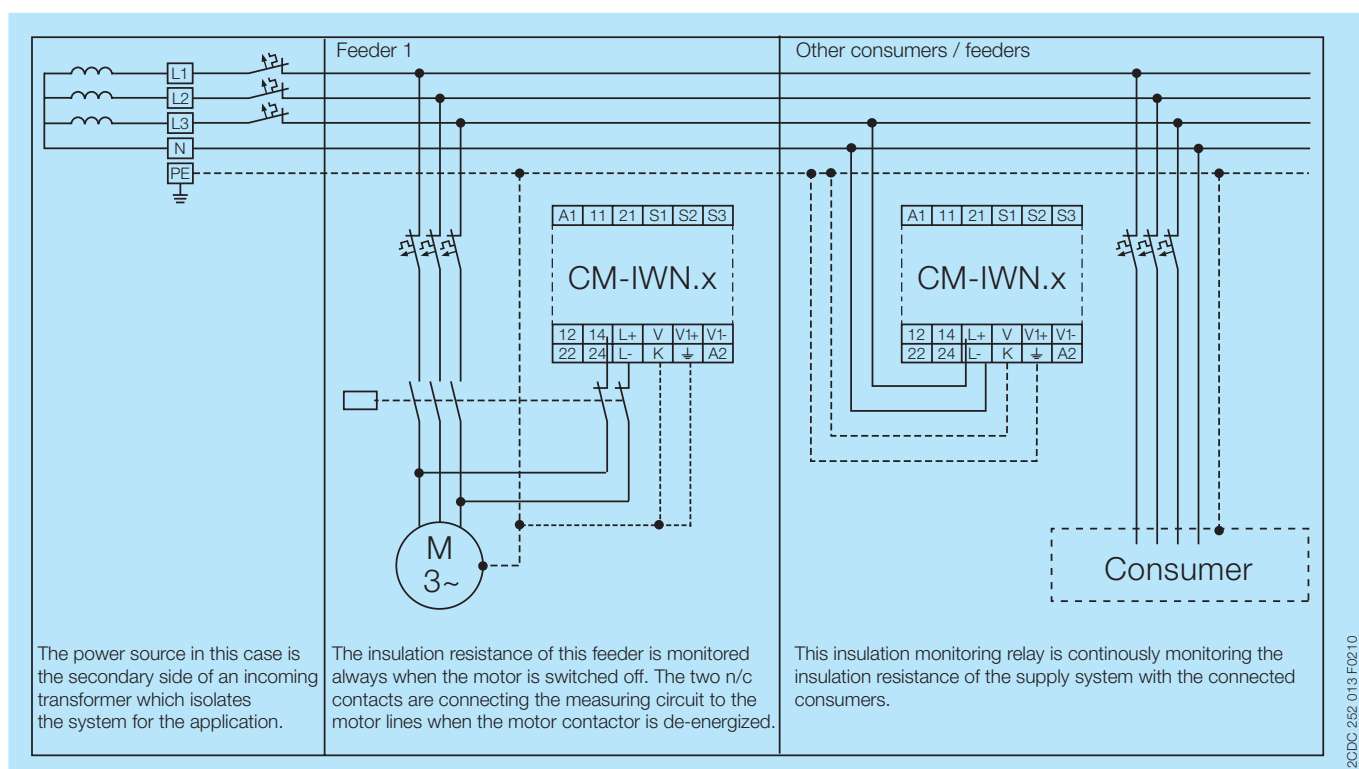 Feeder 1
Other consumers / feeders
L1
L2
L3
N
PE
A1 11 21 S1 S2 S3
CM-IWN.x
12 14 L+ V V1+ V1-
22 24 L- K A2
M
3~
A1 11 21 S1 S2 S3
CM-IWN.x
12 14 L+ V V1+ V1-
22 24 L- K A2
Consumer
The power source in this case is
the secondary side of an incoming
transformer which isolates
the system for the application.
The insulation resistance of this feeder is monitored
always when the motor is switched off. The two n/c
contacts are connecting the measuring circuit to the
motor lines when the motor contactor is de-energized.
This insulation monitoring relay is continously monitoring the
insulation resistance of the supply system with the connected
consumers.
2CDC 252 013 F0210